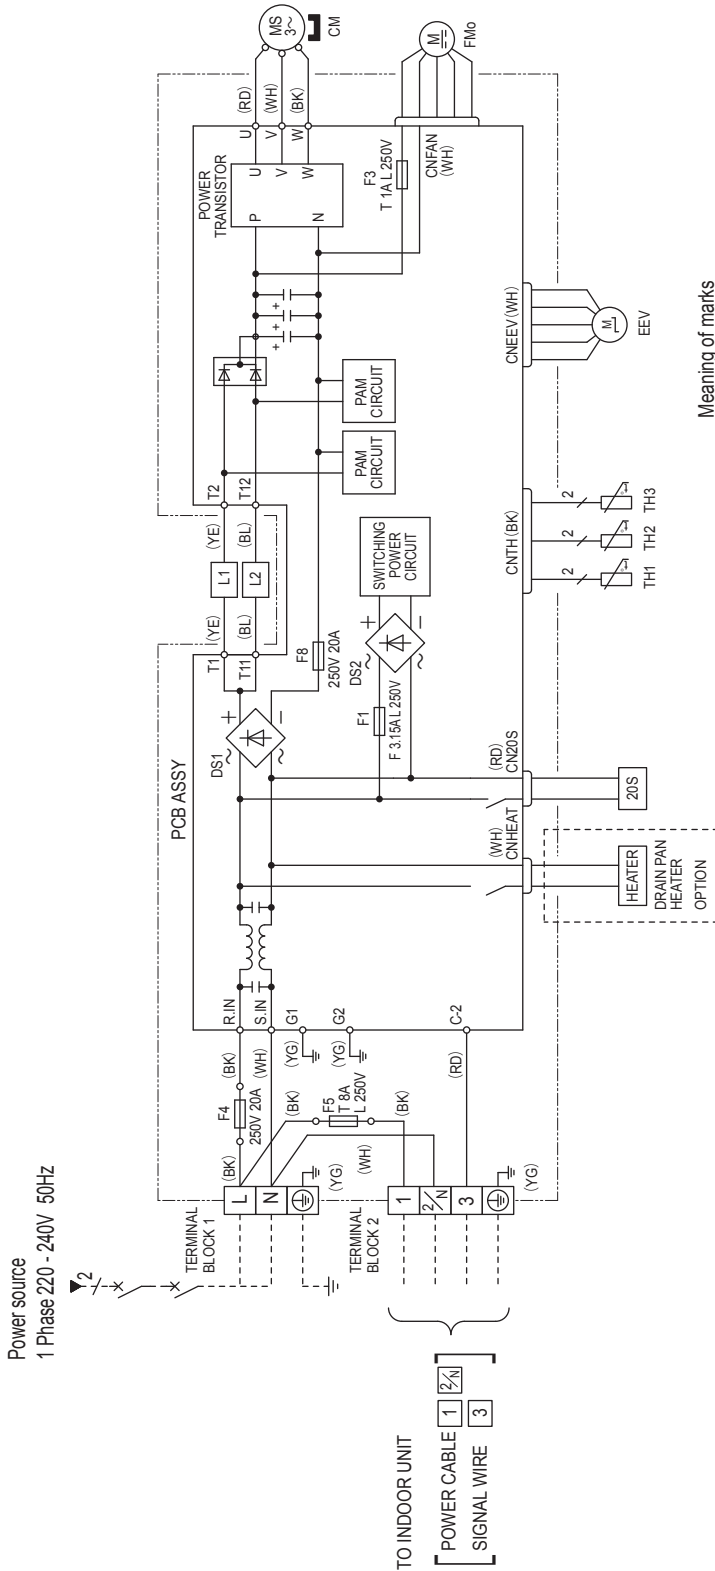 Power source
1 Phase 220 - 240V 50Hz
2
TERMINAL
BLOCK 1
L
N
(YG)
(BK)
F4
250V 20A
(BK)
(WH)
(BK)
F5
T 8A
L 250V
(BK)
(WH)
TERMINAL
BLOCK 2
1
2/N
3
(YG)
(RD)
TO INDOOR UNIT
POWER CABLE 1 2/N
SIGNAL WIRE 3
PCB ASSY
R.IN
S.IN
G1
(YG)
G2
(YG)
C-2
DS1
+
~
~
−
T1
T11
(YE)
(BL)
L1
L2
(YE)
(BL)
T2
T12
F8
250V 20A
F1
F 3.15A L 250V
DS2
~
~
+
−
SWITCHING
POWER
CIRCUIT
PAM
CIRCUIT
PAM
CIRCUIT
+
+
+
POWER
TRANSISTOR
P
N
U
V
W
U
V
W
(RD)
(WH)
(BK)
MS
3~
CM
F3
T 1A L 250V
CNFAN
(WH)
M
FMo
(WH)
CNHEAT
HEATER
DRAIN PAN
HEATER
OPTION
(RD)
CN20S
20S
CNTH (BK)
2
2
2
TH1
TH2
TH3
CNEEV (WH)
M
EEV
Meaning of marks